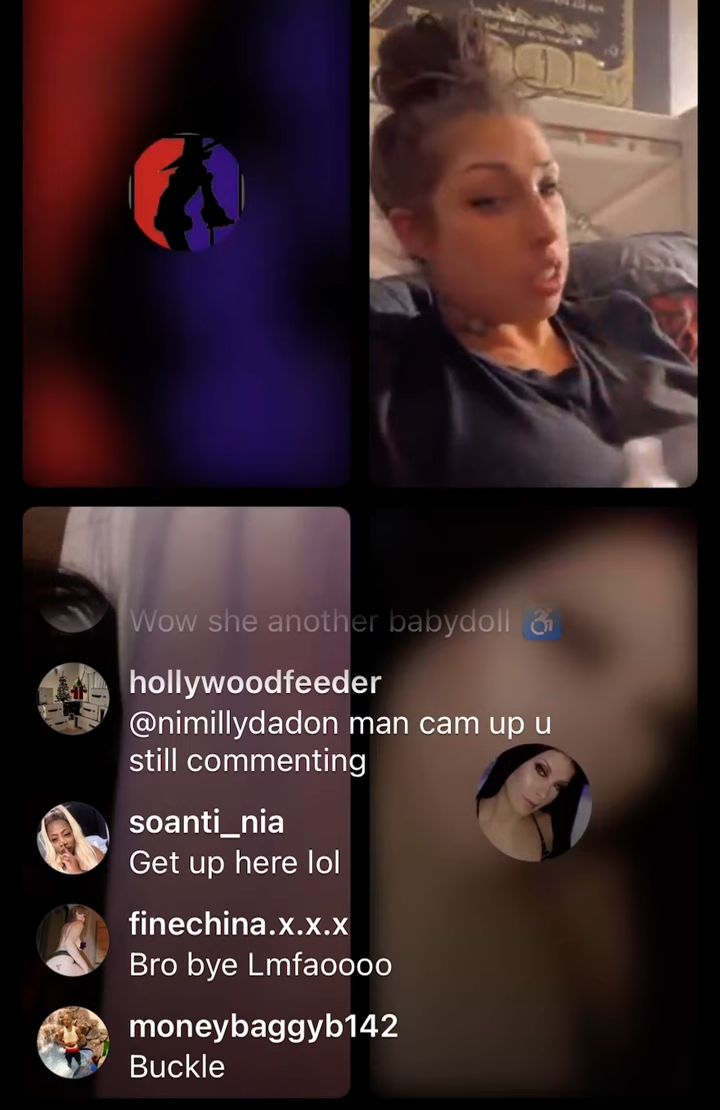 Wow she another babydoll ♿
hollywoodfeeder
@nimillydadon man cam up u
still commenting
soanti_nia
Get up here lol
finechina.x.x.x
Bro bye Lmfaoooo
moneybaggyb142
Buckle